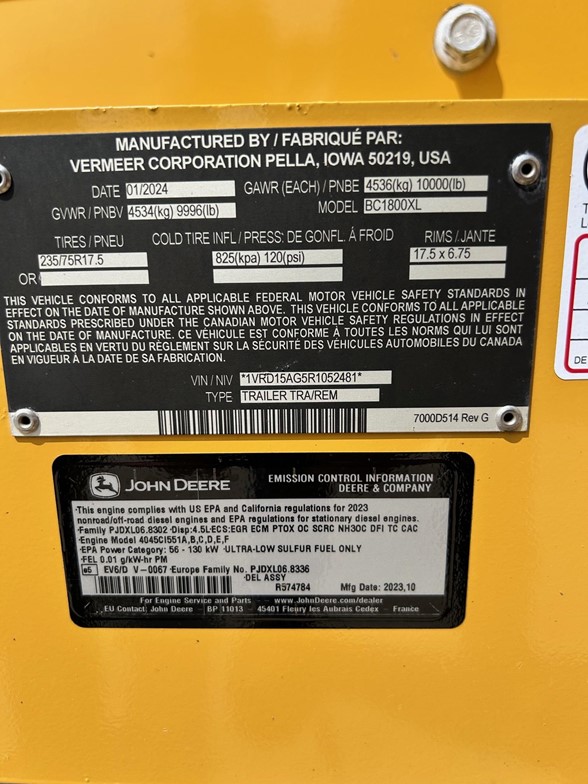 MANUFACTURED BY / FABRIQUÉ PAR:
VERMEER CORPORATION PELLA, IOWA 50219, USA
DATE 01/2024 GAWR (EACH) / PNBE 4536(kg) 10000(lb)
GVWR / PNBV 4534(kg) 9996(lb) MODEL BC1800XL
TIRES / PNEU COLD TIRE INFL / PRESS: DE GONFL. À FROID RIMS / JANTE
235/75R17.5 825(kpa) 120(psi) 17.5 x 6.75
OR
THIS VEHICLE CONFORMS TO ALL APPLICABLE FEDERAL MOTOR VEHICLE SAFETY STANDARDS IN
EFFECT ON THE DATE OF MANUFACTURE SHOWN ABOVE. THIS VEHICLE CONFORMS TO ALL APPLICABLE
STANDARDS PRESCRIBED UNDER THE CANADIAN MOTOR VEHICLE SAFETY REGULATIONS IN EFFECT
ON THE DATE OF MANUFACTURE. CE VÉHICULE EST CONFORME À TOUTES LES NORMES QUI LUI SONT
APPLICABLES EN VERTU DU RÈGLEMENT SUR LA SÉCURITÉ DES VÉHICULES AUTOMOBILES DU CANADA
EN VIGUEUR À LA DATE DE SA FABRICATION.
VIN / NIV *1VRD15AG5R1052481*
TYPE TRAILER TRA/REM
7000D514 Rev G
JOHN DEERE EMISSION CONTROL INFORMATION
DEERE & COMPANY
This engine complies with US EPA and California regulations for 2023
nonroad/off-road diesel engines and EPA regulations for stationary diesel engines.
Family PJDXL06.8302 Disp:4.5L ECS:EGR ECM PTOX OC SCRC NH3OC DFI TC CAC
Engine Model 4045CI551A,B,C,D,E,F
EPA Power Category: 56 - 130 kW ULTRA-LOW SULFUR FUEL ONLY
FEL 0.01 g/kW-hr PM
e5 EV6/D V-0067 Europe Family No. PJDXL06.8336
DEL ASSY
R574784 Mfg Date: 2023,10
For Engine Service and Parts www.JohnDeere.com/dealer
EU Contact: John Deere BP 11013 45401 Fleury les Aubrais Cedex France
T
L
DE